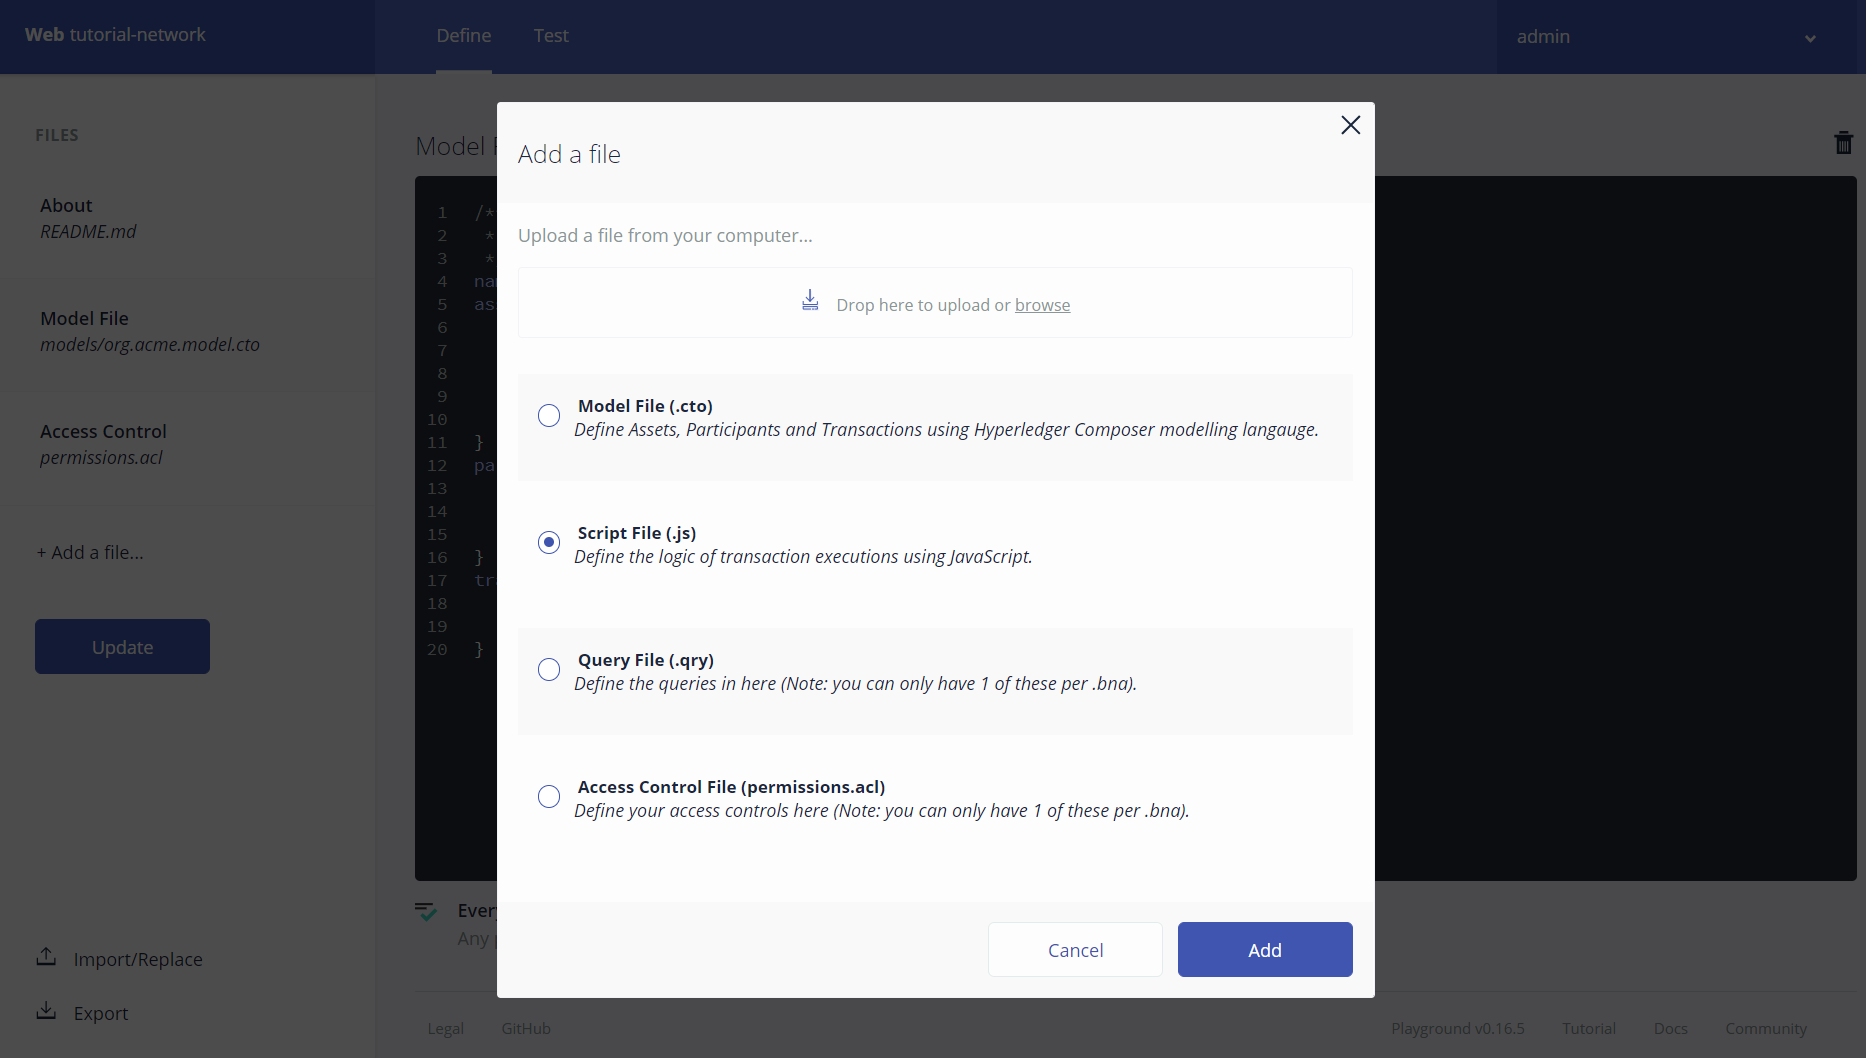 Web tutorial-network
Define
Test
admin
FILES
About
README.md
Model File
models/org.acme.model.cto
Access Control
permissions.acl
+ Add a file...
Update
Import/Replace
Export
Model
1 /*
2 *
3 *
4
5
6
7
8
9
10
11 }
12
13
14
15
16 }
17
18
19
20 }
Add a file
Upload a file from your computer...
Drop here to upload or browse
Model File (.cto)
Define Assets, Participants and Transactions using Hyperledger Composer modelling langauge.
Script File (.js)
Define the logic of transaction executions using JavaScript.
Query File (.qry)
Define the queries in here (Note: you can only have 1 of these per .bna).
Access Control File (permissions.acl)
Define your access controls here (Note: you can only have 1 of these per .bna).
Cancel
Add
Any
Legal
GitHub
Playground v0.16.5
Tutorial
Docs
Community